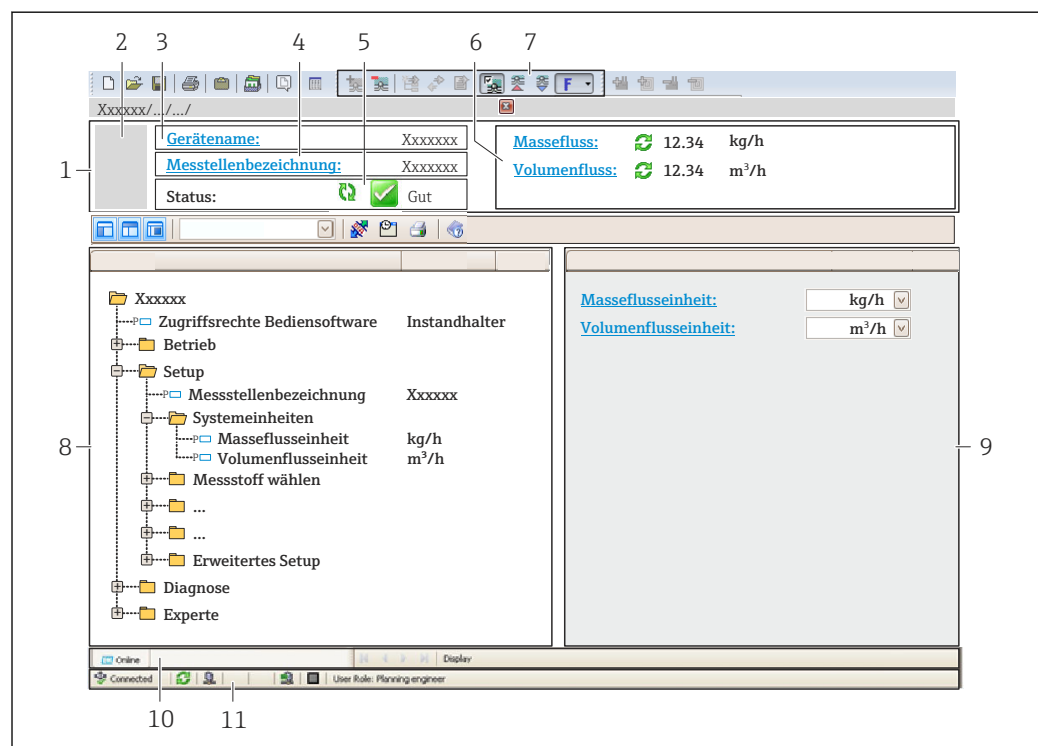 2 3 4 5 6 7
F
Xxxxxx/.../.../
1
Gerätename: Xxxxxxx
Messtellenbezeichnung: Xxxxxxx
Status: Gut
Massefluss: 12.34 kg/h
Volumenfluss: 12.34 m³/h
Xxxxxx
P Zugriffsrechte Bediensoftware Instandhalter
Betrieb
Setup
P Messstellenbezeichnung Xxxxxx
Systemeinheiten
P Masseflusseinheit kg/h
P Volumenflusseinheit m³/h
Messstoff wählen
...
...
Erweitertes Setup
Diagnose
Experte
8
Masseflusseinheit: kg/h
Volumenflusseinheit: m³/h
9
Online Display
Connected User Role: Planning engineer
10 11